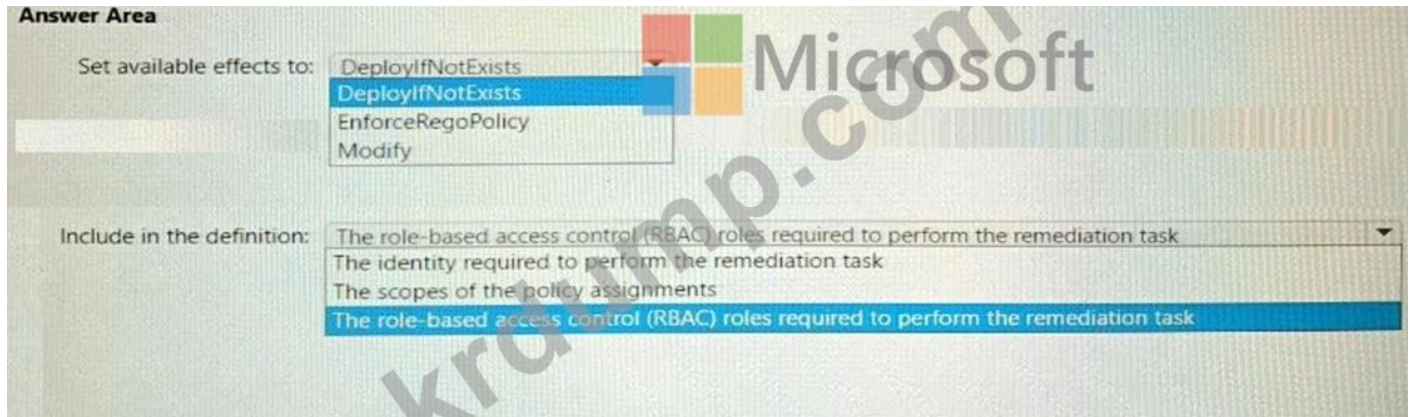 Answer Area
Microsoft
Set available effects to: DeployIfNotExists
DeployIfNotExists
EnforceRegoPolicy
Modify
Include in the definition: The role-based access control (RBAC) roles required to perform the remediation task
The identity required to perform the remediation task
The scopes of the policy assignments
The role-based access control (RBAC) roles required to perform the remediation task
krdump.com